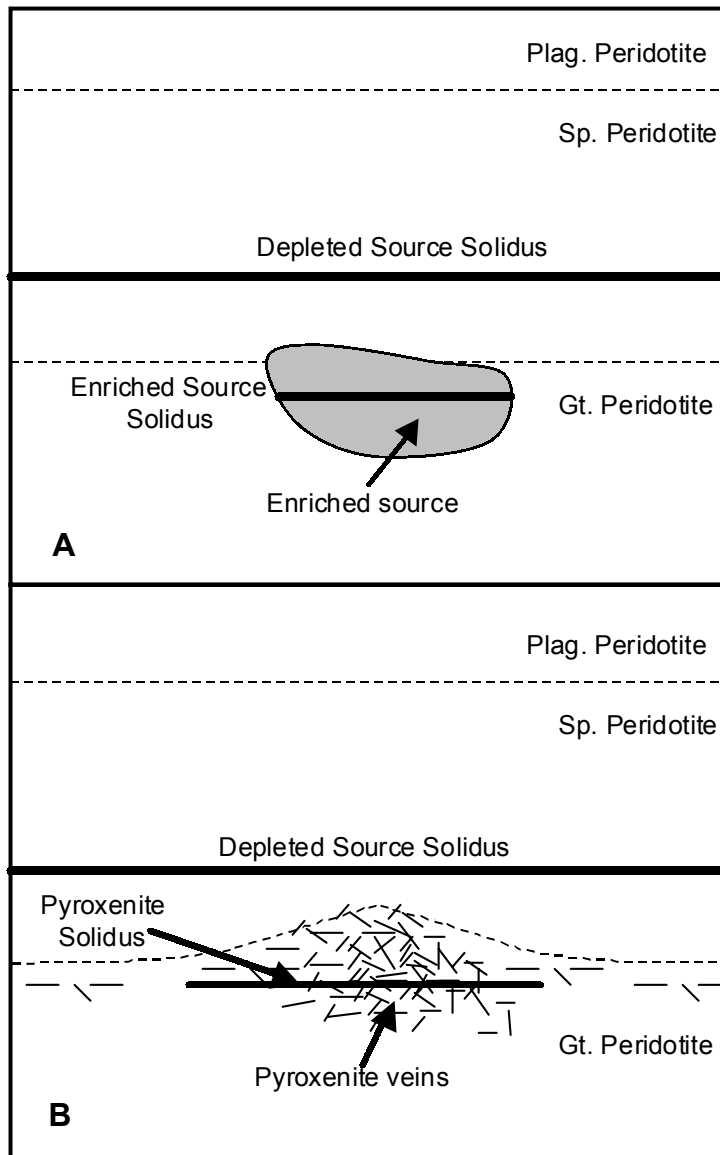 Plag. Peridotite
Sp. Peridotite
Depleted Source Solidus
Enriched Source
Solidus
Gt. Peridotite
Enriched source
A
Plag. Peridotite
Sp. Peridotite
Depleted Source Solidus
Pyroxenite
Solidus
Gt. Peridotite
Pyroxenite veins
B